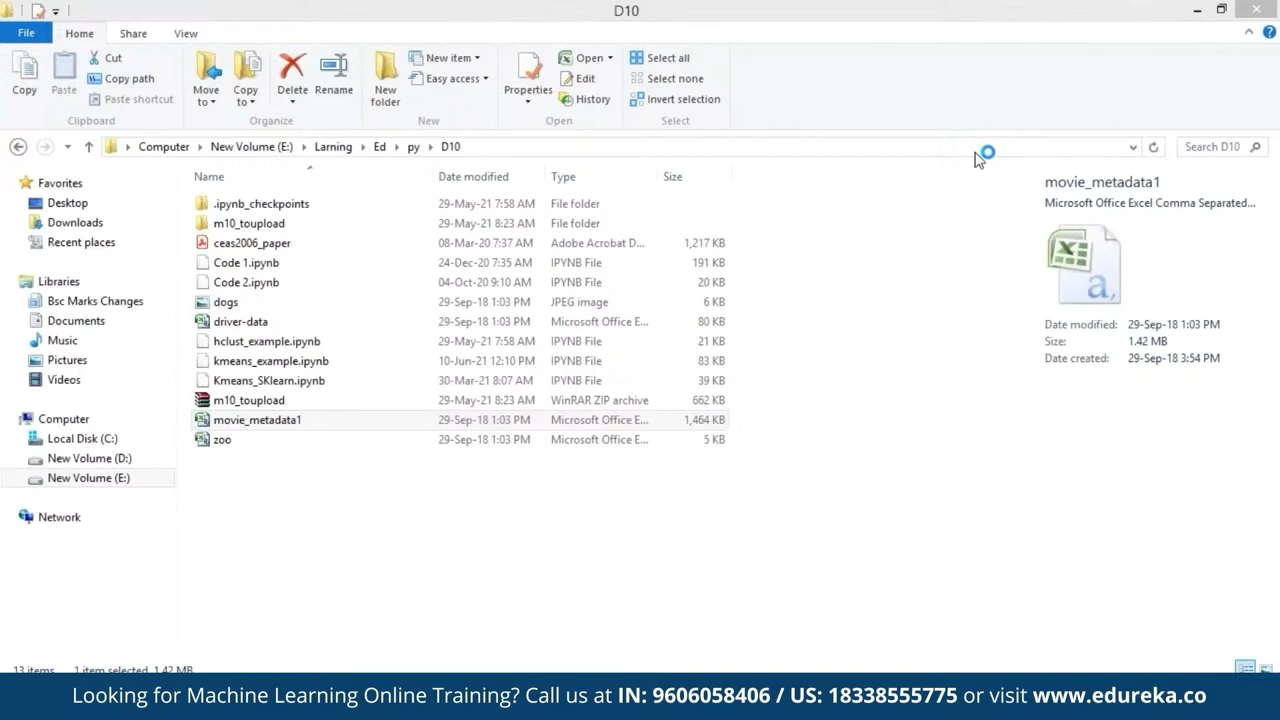 D10
File Home Share View
Cut
Copy path
Paste shortcut
Copy Paste
Clipboard
Move to Copy to Delete Rename
Organize
New item
Easy access
New folder
New
Properties
Open
Edit
History
Open
Select all
Select none
Invert selection
Select
Computer New Volume (E:) Larning Ed py D10
Search D10
Favorites
Desktop
Downloads
Recent places
Libraries
Bsc Marks Changes
Documents
Music
Pictures
Videos
Computer
Local Disk (C:)
New Volume (D:)
New Volume (E:)
Network
Name Date modified Type Size
.ipynb_checkpoints 29-May-21 7:58 AM File folder
m10_toupload 29-May-21 8:23 AM File folder
ceas2006_paper 08-Mar-20 7:37 AM Adobe Acrobat D... 1,217 KB
Code 1.ipynb 24-Dec-20 7:35 AM IPYNB File 191 KB
Code 2.ipynb 04-Oct-20 9:10 AM IPYNB File 20 KB
dogs 29-Sep-18 1:03 PM JPEG image 6 KB
driver-data 29-Sep-18 1:03 PM Microsoft Office E... 80 KB
hclust_example.ipynb 29-May-21 7:58 AM IPYNB File 21 KB
kmeans_example.ipynb 10-Jun-21 12:10 PM IPYNB File 83 KB
Kmeans_SKlearn.ipynb 30-Mar-21 8:07 AM IPYNB File 39 KB
m10_toupload 29-May-21 8:23 AM WinRAR ZIP archive 662 KB
movie_metadata1 29-Sep-18 1:03 PM Microsoft Office E... 1,464 KB
zoo 29-Sep-18 1:03 PM Microsoft Office E... 5 KB
movie_metadata1
Microsoft Office Excel Comma Separated...
a,
Date modified: 29-Sep-18 1:03 PM
Size: 1.42 MB
Date created: 29-Sep-18 3:54 PM
13 items 1 item selected 1.42 MB
Looking for Machine Learning Online Training? Call us at IN: 9606058406 / US: 18338555775 or visit www.edureka.co